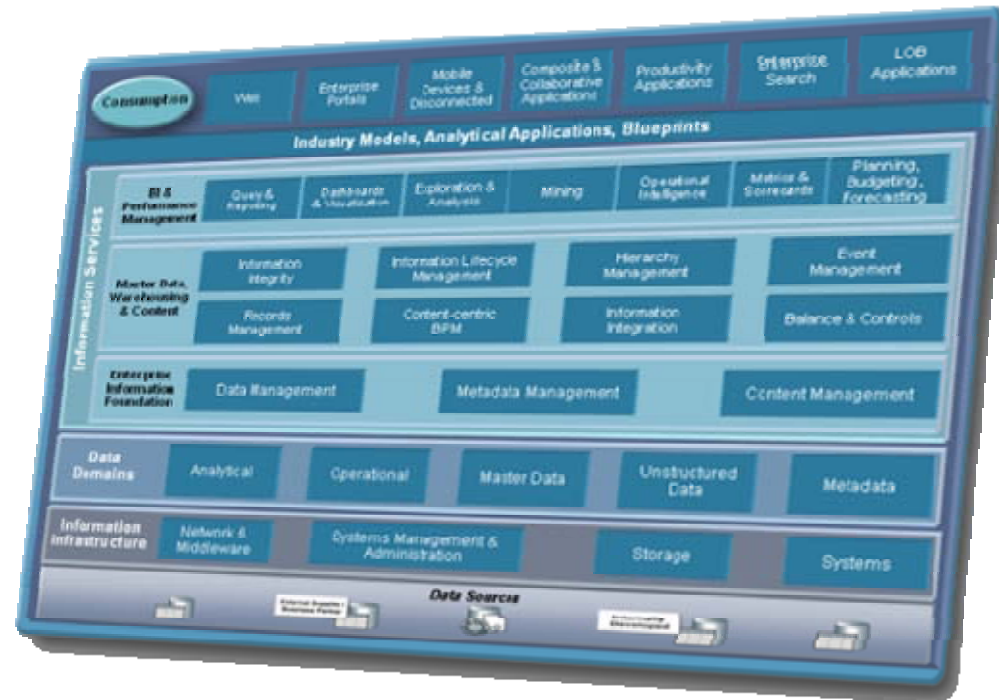 Consumption
Web
Enterprise
Portals
Mobile
Devices &
Disconnected
Composite &
Collaborative
Applications
Productivity
Applications
Enterprise
Search
LOB
Applications
Industry Models, Analytical Applications, Blueprints
Information Services
BI &
Performance
Management
Query &
Reporting
Dashboards
& Visualization
Exploration &
Analysis
Mining
Operational
Intelligence
Metrics &
Scorecards
Planning,
Budgeting,
Forecasting
Master Data,
Warehousing
& Content
Information
Integrity
Information Lifecycle
Management
Hierarchy
Management
Event
Management
Records
Management
Content-centric
BPM
Information
Integration
Balance & Controls
Enterprise
Information
Foundation
Data Management
Metadata Management
Content Management
Data
Domains
Analytical
Operational
Master Data
Unstuctured
Data
Metadata
Information
Infrastructure
Network &
Middleware
Systems Management &
Administration
Storage
Systems
Data Sources